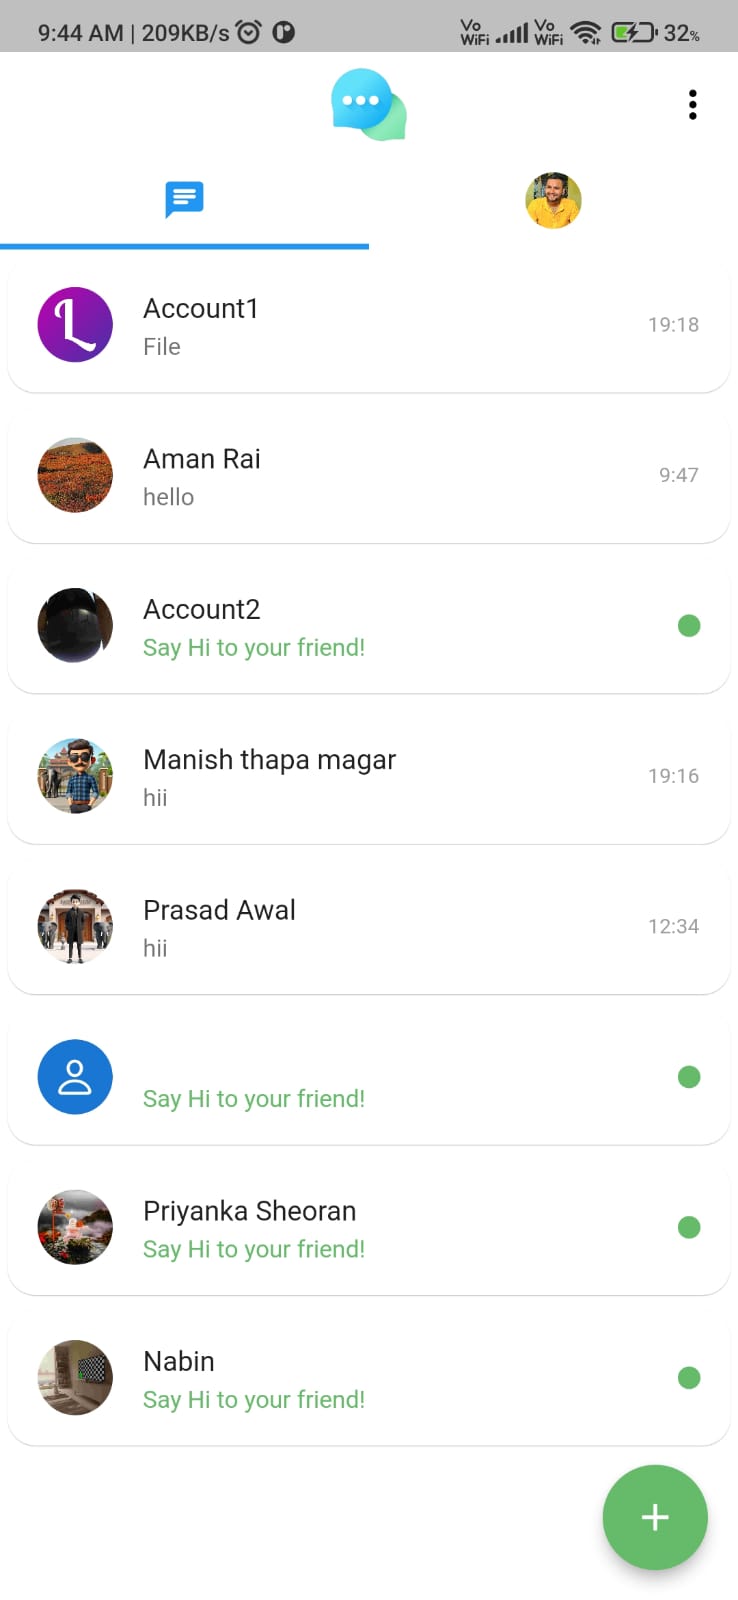 9:44 AM | 209KB/s
Vo WiFi Vo WiFi 32%
Account1
File
19:18
Aman Rai
hello
9:47
Account2
Say Hi to your friend!
Manish thapa magar
hii
19:16
Prasad Awal
hii
12:34
Say Hi to your friend!
Priyanka Sheoran
Say Hi to your friend!
Nabin
Say Hi to your friend!